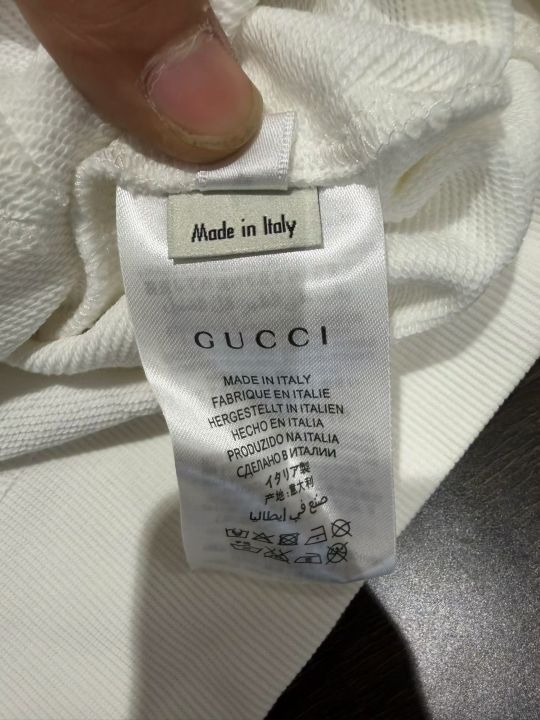 Made in Italy
GUCCI
MADE IN ITALY
FABRIQUE EN ITALIE
HERGESTELLT IN ITALIEN
HECHO EN ITALIA
PRODUZIDO NA ITALIA
СДЕЛАНО В ИТАЛИИ
イタリア製
产地:意大利
صنع في إيطاليا